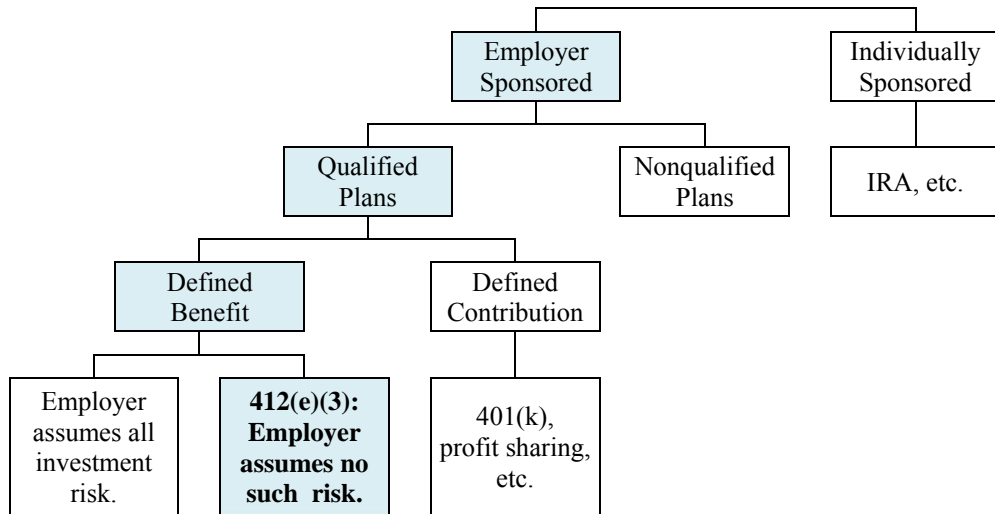 Employer
Sponsored
Individually
Sponsored
Qualified
Plans
Nonqualified
Plans
IRA, etc.
Defined
Benefit
Defined
Contribution
Employer
assumes all
investment
risk.
412(e)(3):
Employer
assumes no
such risk.
401(k),
profit sharing,
etc.